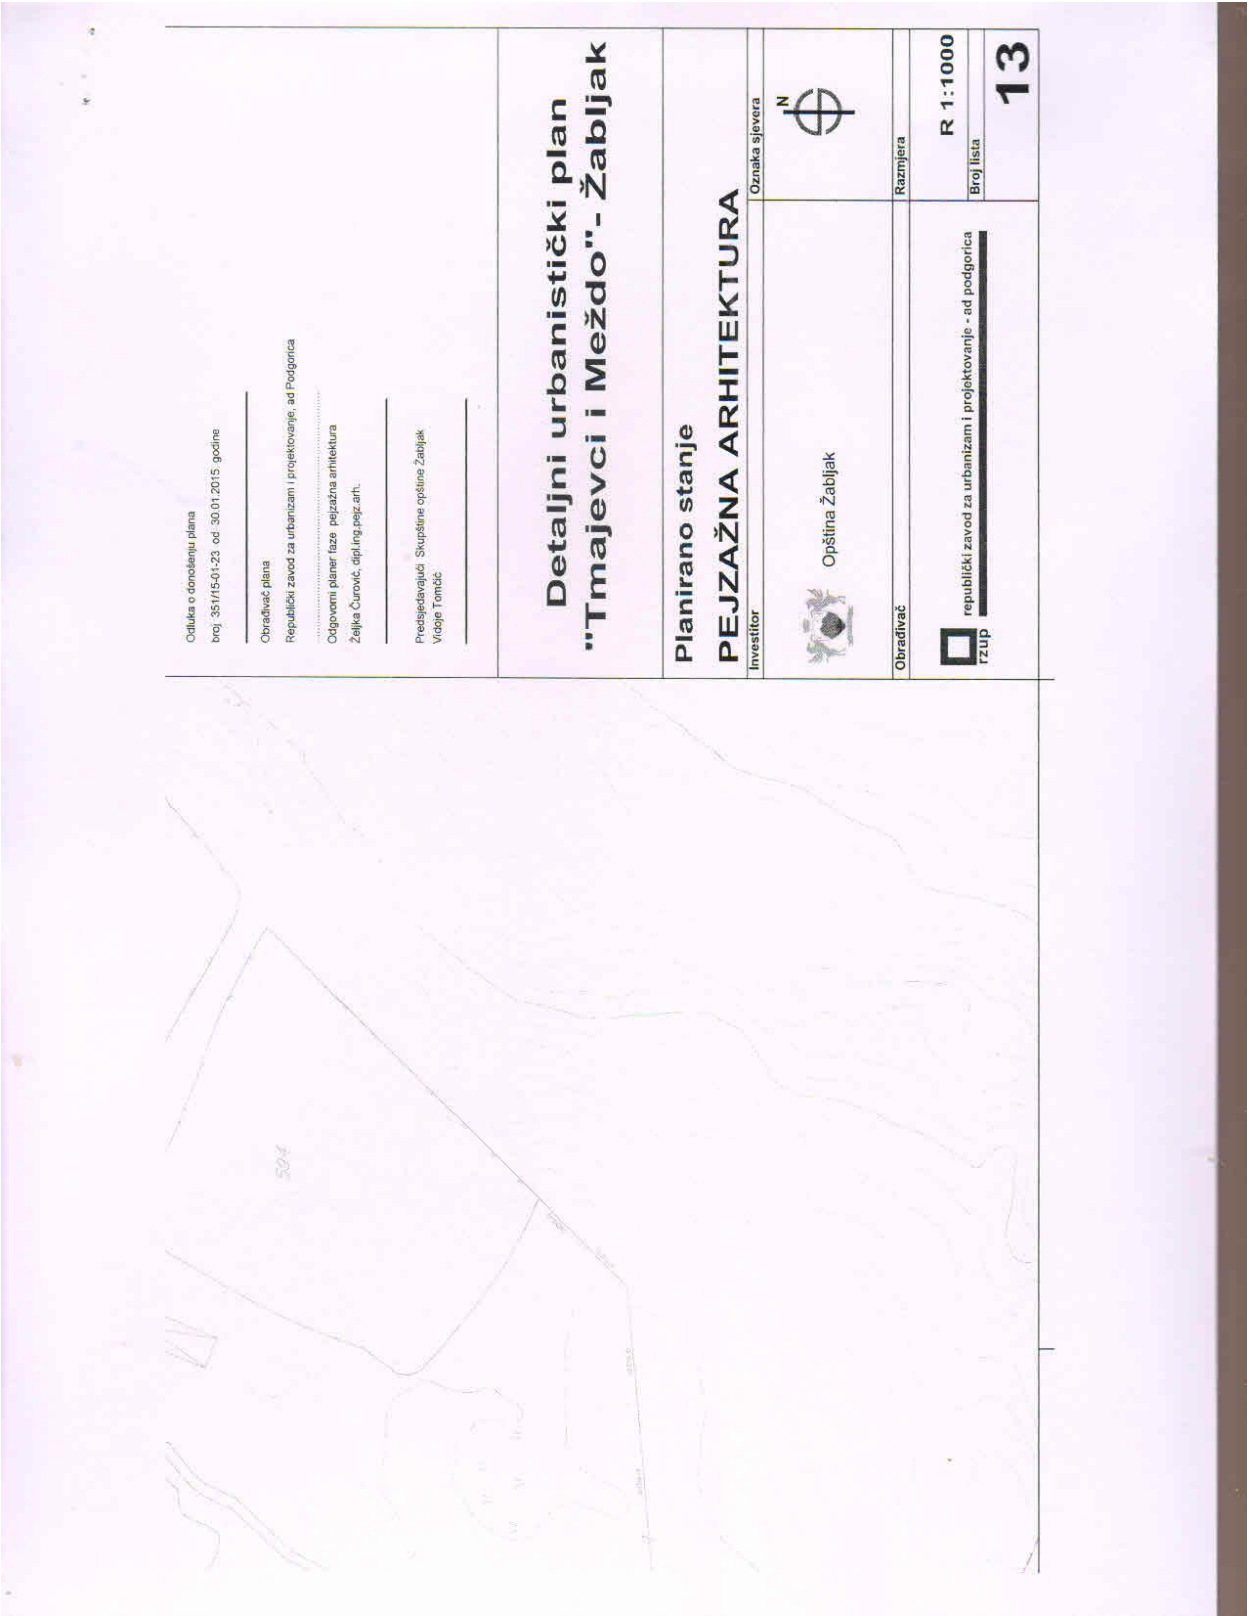 Odluka o donošenju plana
broj 351/15-01-23 od 30.01.2015. godine
Obrađivač plana
Republički zavod za urbanizam i projektovanje, ad Podgorica
Odgovorni planer faze pejzažna arhitektura
Željka Čurović, dipl.ing.pejz.arh.
Predsjedavajući Skupštine opštine Žabljak
Vidoje Tomčić
Detaljni urbanistički plan
"Tmajevci i Meždo"- Žabljak
Planirano stanje
PEJZAŽNA ARHITEKTURA
Investitor
Oznaka sjevera
Opština Žabljak
N
Obrađivač
Razmjera
R 1:1000
rzup
republički zavod za urbanizam i projektovanje - ad podgorica
Broj lista
13
594